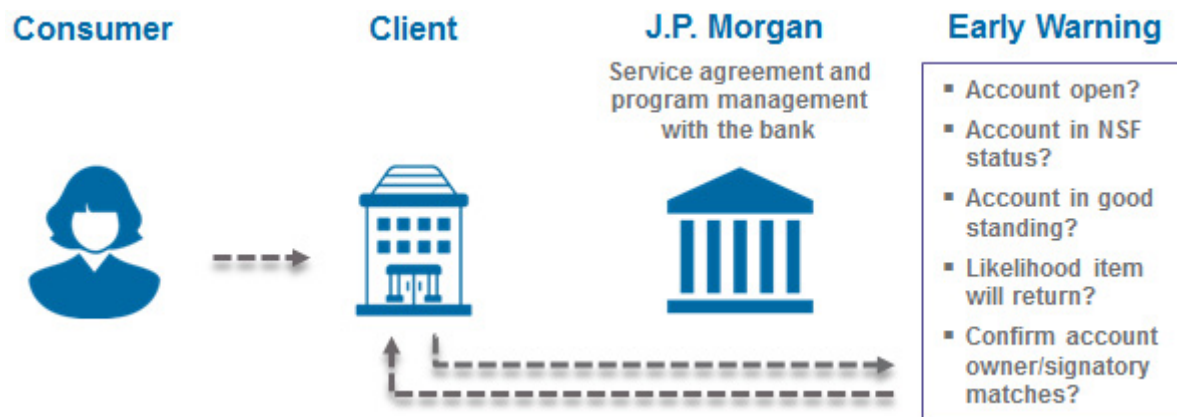 Consumer
Client
J.P. Morgan
Service agreement and
program management
with the bank
Early Warning
▪ Account open?
▪ Account in NSF
status?
▪ Account in good
standing?
▪ Likelihood item
will return?
▪ Confirm account
owner/signatory
matches?